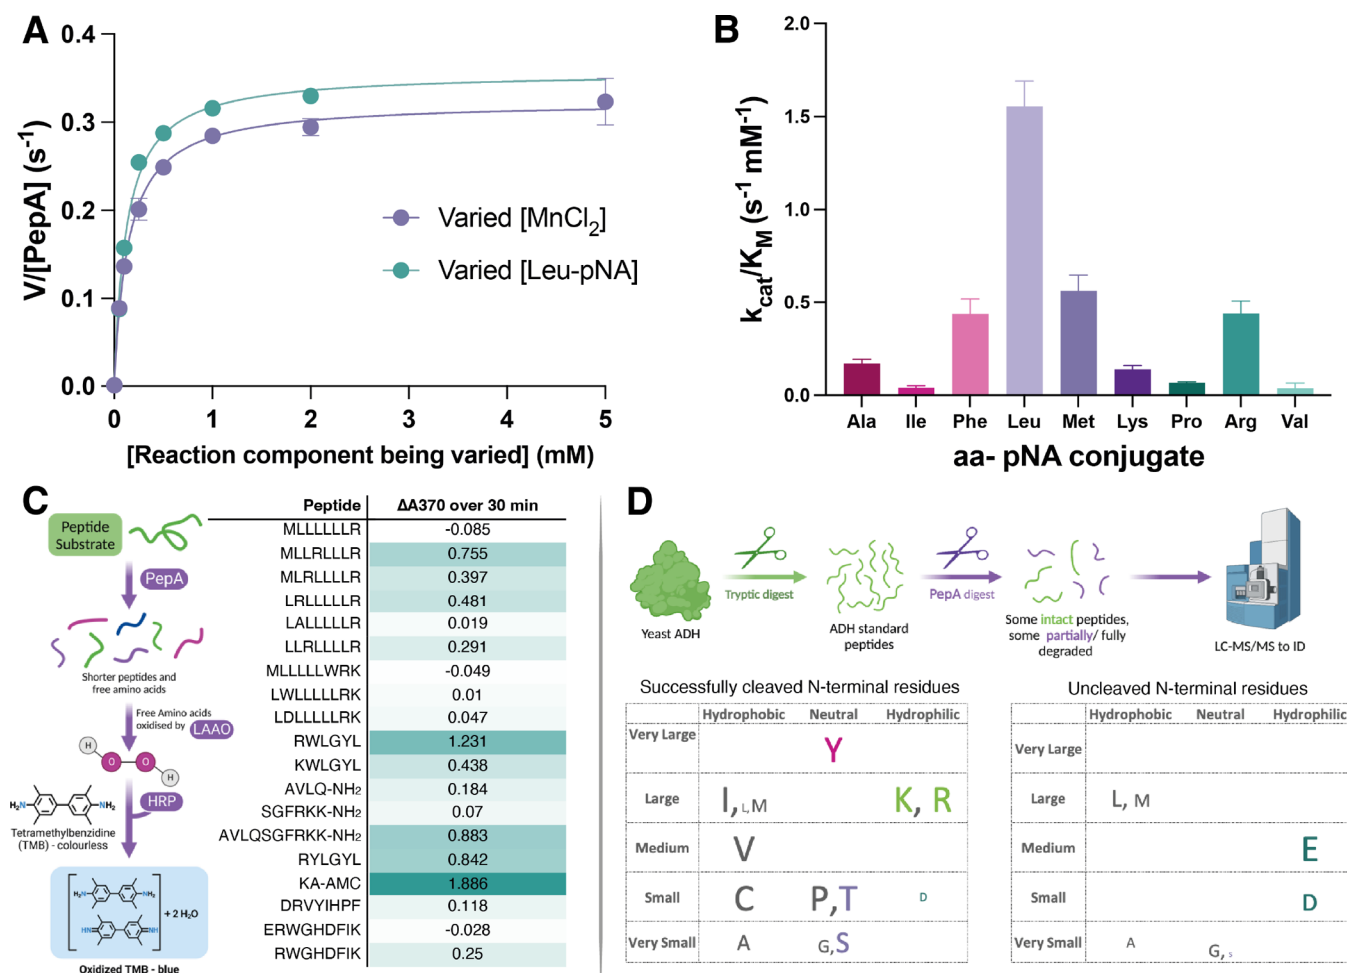 A
0.4
0.3
0.2
0.1
0.0
V/[PepA] (s-1)
Varied [MnCl2]
Varied [Leu-pNA]
0 1 2 3 4 5
[Reaction component being varied] (mM)
B
2.0
1.5
1.0
0.5
0.0
kcat/KM (s-1 mM-1)
Ala Ile Phe Leu Met Lys Pro Arg Val
aa- pNA conjugate
C
Peptide
Substrate
PepA
Shorter peptides and
free amino acids
Free Amino acids
oxidised by LAAO
H O O H
H2N NH2
HRP
Tetramethylbenzidine
(TMB) - colourless
H2N NH2
HN NH
+ 2 H2O
Oxidized TMB - blue
Peptide ΔA370 over 30 min
MLLLLLLR -0.085
MLLRLLLR 0.755
MLRLLLLR 0.397
LRLLLLLR 0.481
LALLLLLR 0.019
LLRLLLLR 0.291
MLLLLLWRK -0.049
LWLLLLLRK 0.01
LDLLLLLRK 0.047
RWLGYL 1.231
KWLGYL 0.438
AVLQ-NH2 0.184
SGFRKK-NH2 0.07
AVLQSGFRKK-NH2 0.883
RYLGYL 0.842
KA-AMC 1.886
DRVYIHPF 0.118
ERWGHDFIK -0.028
RWGHDFIK 0.25
D
Yeast ADH
Tryptic digest
ADH standard
peptides
PepA digest
Some intact peptides,
some partially/ fully
degraded
LC-MS/MS to ID
Successfully cleaved N-terminal residues
Hydrophobic Neutral Hydrophilic
Very Large Y
Large I, L, M K, R
Medium V
Small C P, T D
Very Small A G, S
Uncleaved N-terminal residues
Hydrophobic Neutral Hydrophilic
Very Large
Large L, M
Medium E
Small D
Very Small A G, S